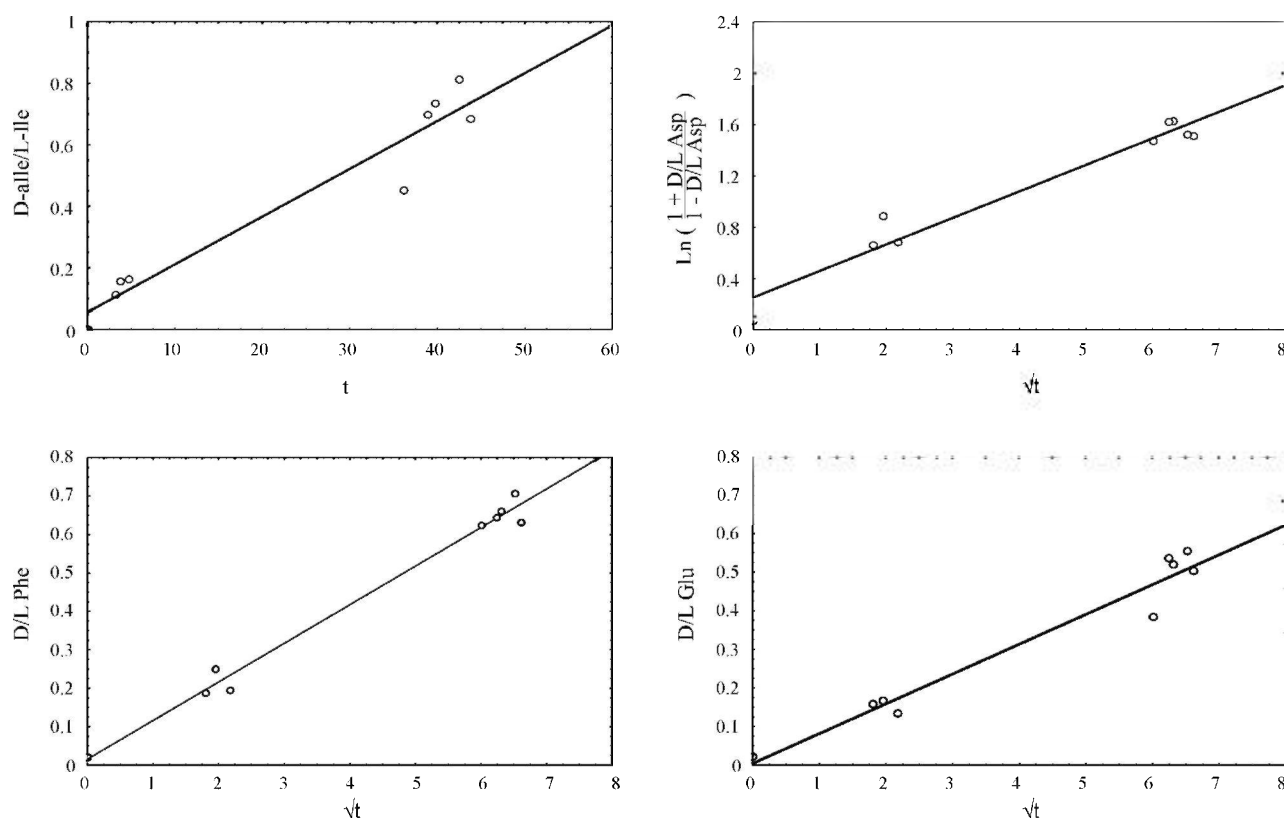 1
0.8
0.6
0.4
0.2
0
0 10 20 30 40 50 60
D-alle/L-Ile
t
2.4
2
1.6
1.2
0.8
0.4
0
0 1 2 3 4 5 6 7 8
Ln ( 1 + D/L Asp / 1 - D/L Asp )
√t
0.8
0.7
0.6
0.5
0.4
0.3
0.2
0.1
0
0 1 2 3 4 5 6 7 8
D/L Phe
√t
0.8
0.7
0.6
0.5
0.4
0.3
0.2
0.1
0
0 1 2 3 4 5 6 7 8
D/L Glu
√t